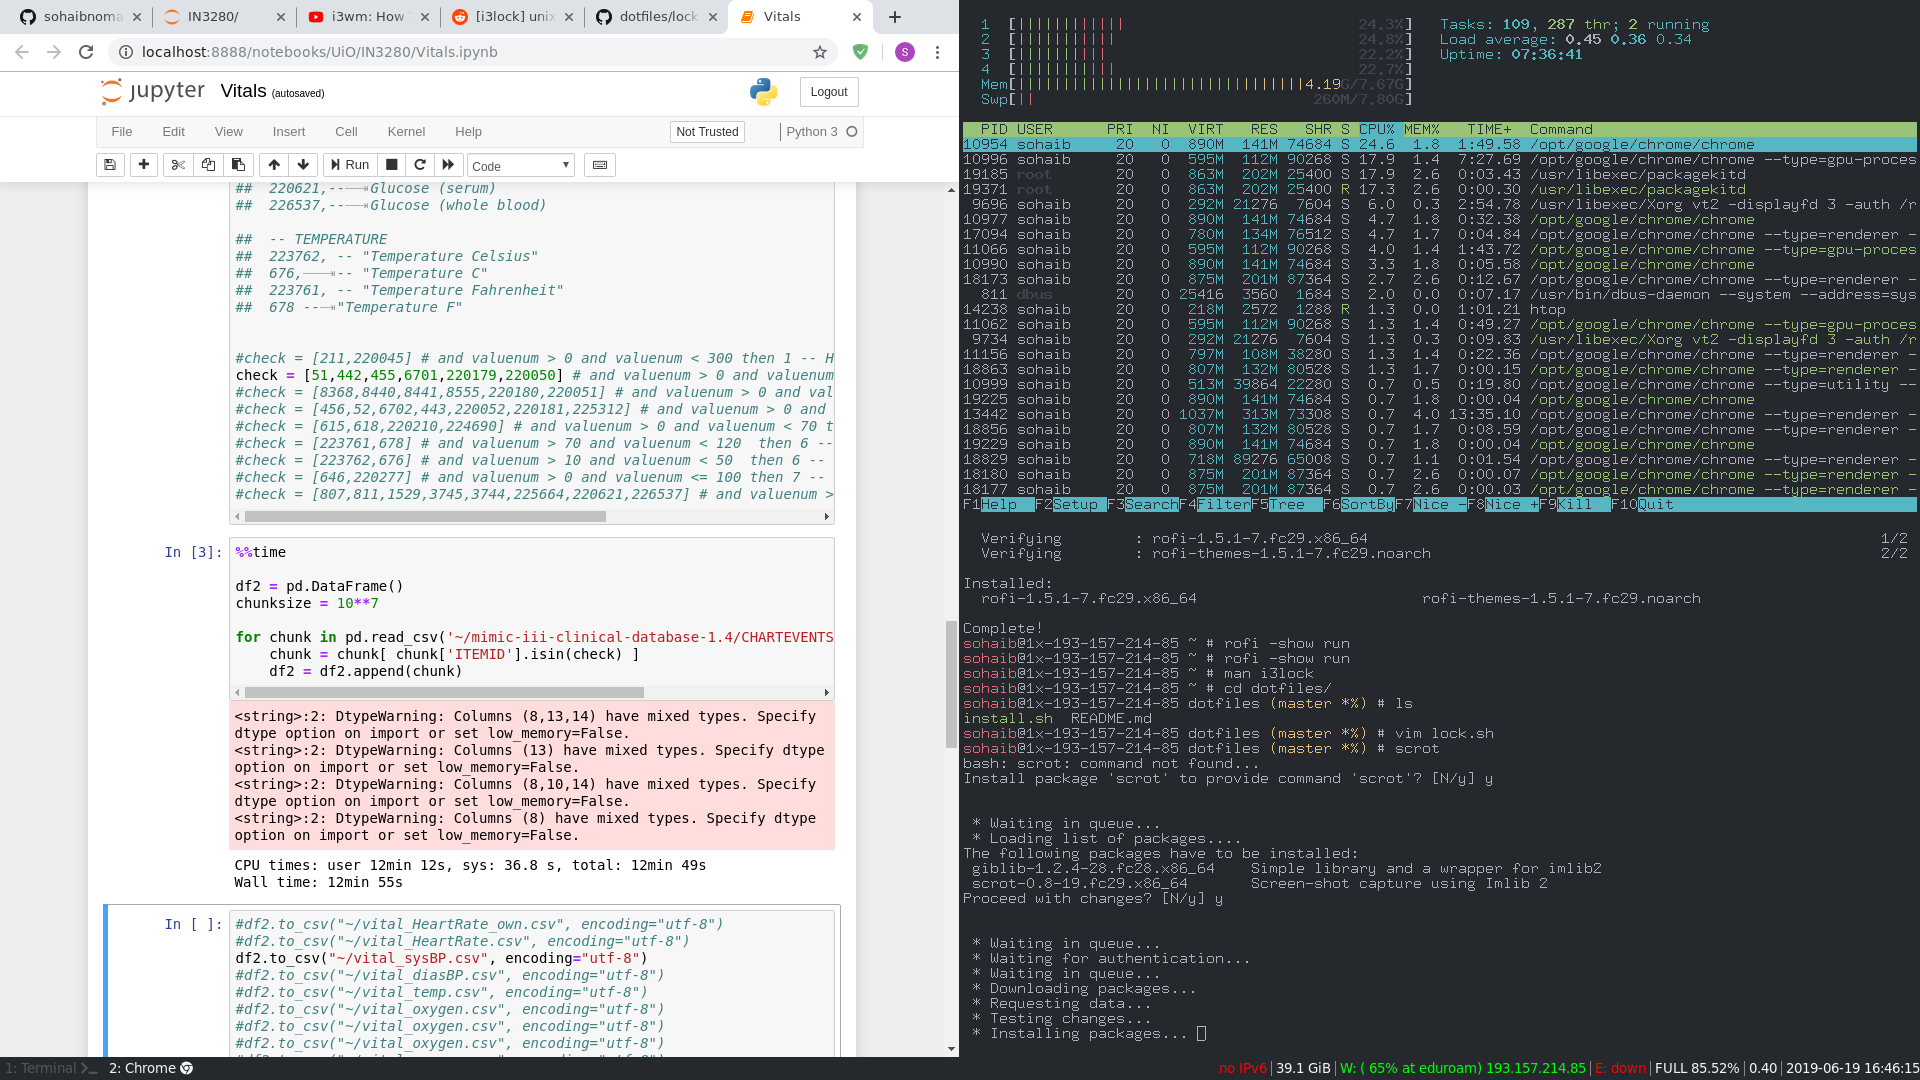 sohaibnoma
IN3280/
i3wm: How
[i3lock] unix
dotfiles/lock
Vitals
localhost:8888/notebooks/UiO/IN3280/Vitals.ipynb
S
jupyter Vitals (autosaved)
Logout
File Edit View Insert Cell Kernel Help
Not Trusted
Python 3
Run
Code
## 220621,-- Glucose (serum)
## 226537,-- Glucose (whole blood)
## -- TEMPERATURE
## 223762, -- "Temperature Celsius"
## 676, -- "Temperature C"
## 223761, -- "Temperature Fahrenheit"
## 678 -- "Temperature F"
#check = [211,220045] # and valuenum > 0 and valuenum < 300 then 1 -- H
check = [51,442,455,6701,220179,220050] # and valuenum > 0 and valuenum
#check = [8368,8440,8441,8555,220180,220051] # and valuenum > 0 and val
#check = [456,52,6702,443,220052,220181,225312] # and valuenum > 0 and
#check = [615,618,220210,224690] # and valuenum > 0 and valuenum < 70 t
#check = [223761,678] # and valuenum > 70 and valuenum < 120  then 6 --
#check = [223762,676] # and valuenum > 10 and valuenum < 50  then 6 --
#check = [646,220277] # and valuenum > 0 and valuenum <= 100 then 7 --
#check = [807,811,1529,3745,3744,225664,220621,226537] # and valuenum >
In [3]:
%%time
df2 = pd.DataFrame()
chunksize = 10**7
for chunk in pd.read_csv('~/mimic-iii-clinical-database-1.4/CHARTEVENTS
chunk = chunk[ chunk['ITEMID'].isin(check) ]
df2 = df2.append(chunk)
<string>:2: DtypeWarning: Columns (8,13,14) have mixed types. Specify
dtype option on import or set low_memory=False.
<string>:2: DtypeWarning: Columns (13) have mixed types. Specify dtype
option on import or set low_memory=False.
<string>:2: DtypeWarning: Columns (8,10,14) have mixed types. Specify
dtype option on import or set low_memory=False.
<string>:2: DtypeWarning: Columns (8) have mixed types. Specify dtype
option on import or set low_memory=False.
CPU times: user 12min 12s, sys: 36.8 s, total: 12min 49s
Wall time: 12min 55s
In [ ]:
#df2.to_csv("~/vital_HeartRate_own.csv", encoding="utf-8")
#df2.to_csv("~/vital_HeartRate.csv", encoding="utf-8")
df2.to_csv("~/vital_sysBP.csv", encoding="utf-8")
#df2.to_csv("~/vital_diasBP.csv", encoding="utf-8")
#df2.to_csv("~/vital_temp.csv", encoding="utf-8")
#df2.to_csv("~/vital_oxygen.csv", encoding="utf-8")
#df2.to_csv("~/vital_oxygen.csv", encoding="utf-8")
#df2.to_csv("~/vital_oxygen.csv", encoding="utf-8")
1 [|||||||||||| 24.3%]
2 [||||||||||| 24.8%]
3 [|||||||||| 22.2%]
4 [||||||||||| 22.7%]
Mem[||||||||||||||||||||||||||||||||4.19G/7.67G]
Swp[|| 260M/7.80G]
Tasks: 109, 287 thr; 2 running
Load average: 0.45 0.36 0.34
Uptime: 07:36:41
PID USER PRI NI VIRT RES SHR S CPU% MEM% TIME+ Command
10954 sohaib 20 0 890M 141M 74684 S 24.6 1.8 1:49.58 /opt/google/chrome/chrome
10996 sohaib 20 0 595M 112M 90268 S 17.9 1.4 7:27.69 /opt/google/chrome/chrome --type=gpu-proces
19185 root 20 0 863M 202M 25400 S 17.9 2.6 0:03.43 /usr/libexec/packagekitd
19371 root 20 0 863M 202M 25400 R 17.3 2.6 0:00.30 /usr/libexec/packagekitd
9696 sohaib 20 0 292M 21276 7604 S 6.0 0.3 2:54.78 /usr/libexec/Xorg vt2 -displayfd 3 -auth /r
10977 sohaib 20 0 890M 141M 74684 S 4.7 1.8 0:32.38 /opt/google/chrome/chrome
17094 sohaib 20 0 780M 134M 76512 S 4.7 1.7 0:04.84 /opt/google/chrome/chrome --type=renderer -
11066 sohaib 20 0 595M 112M 90268 S 4.0 1.4 1:43.72 /opt/google/chrome/chrome --type=gpu-proces
10990 sohaib 20 0 890M 141M 74684 S 3.3 1.8 0:05.58 /opt/google/chrome/chrome
18173 sohaib 20 0 875M 201M 87364 S 2.7 2.6 0:12.67 /opt/google/chrome/chrome --type=renderer -
811 dbus 20 0 25416 3560 1684 S 2.0 0.0 0:07.17 /usr/bin/dbus-daemon --system --address=sys
14238 sohaib 20 0 218M 2572 1288 R 1.3 0.0 1:01.21 htop
11062 sohaib 20 0 595M 112M 90268 S 1.3 1.4 0:49.27 /opt/google/chrome/chrome --type=gpu-proces
9734 sohaib 20 0 292M 21276 7604 S 1.3 0.3 0:09.83 /usr/libexec/Xorg vt2 -displayfd 3 -auth /r
11156 sohaib 20 0 797M 108M 38280 S 1.3 1.4 0:22.36 /opt/google/chrome/chrome --type=renderer -
18863 sohaib 20 0 807M 132M 80528 S 1.3 1.7 0:00.15 /opt/google/chrome/chrome --type=renderer -
10999 sohaib 20 0 513M 39864 22280 S 0.7 0.5 0:19.80 /opt/google/chrome/chrome --type=utility --
19225 sohaib 20 0 890M 141M 74684 S 0.7 1.8 0:00.04 /opt/google/chrome/chrome
13442 sohaib 20 0 1037M 313M 73308 S 0.7 4.0 13:35.10 /opt/google/chrome/chrome --type=renderer -
18856 sohaib 20 0 807M 132M 80528 S 0.7 1.7 0:08.59 /opt/google/chrome/chrome --type=renderer -
19229 sohaib 20 0 890M 141M 74684 S 0.7 1.8 0:00.04 /opt/google/chrome/chrome
18829 sohaib 20 0 718M 89276 65008 S 0.7 1.1 0:01.54 /opt/google/chrome/chrome --type=renderer -
18180 sohaib 20 0 875M 201M 87364 S 0.7 2.6 0:00.07 /opt/google/chrome/chrome --type=renderer -
18177 sohaib 20 0 875M 201M 87364 S 0.7 2.6 0:00.03 /opt/google/chrome/chrome --type=renderer -
F1Help F2Setup F3SearchF4FilterF5Tree F6SortByF7Nice -F8Nice +F9Kill F10Quit
Verifying : rofi-1.5.1-7.fc29.x86_64 1/2
Verifying : rofi-themes-1.5.1-7.fc29.noarch 2/2
Installed:
rofi-1.5.1-7.fc29.x86_64 rofi-themes-1.5.1-7.fc29.noarch
Complete!
sohaib@1x-193-157-214-85 ~ # rofi -show run
sohaib@1x-193-157-214-85 ~ # rofi -show run
sohaib@1x-193-157-214-85 ~ # man i3lock
sohaib@1x-193-157-214-85 ~ # cd dotfiles/
sohaib@1x-193-157-214-85 dotfiles (master *%) # ls
install.sh README.md
sohaib@1x-193-157-214-85 dotfiles (master *%) # vim lock.sh
sohaib@1x-193-157-214-85 dotfiles (master *%) # scrot
bash: scrot: command not found...
Install package 'scrot' to provide command 'scrot'? [N/y] y
* Waiting in queue...
* Loading list of packages....
The following packages have to be installed:
giblib-1.2.4-28.fc28.x86_64 Simple library and a wrapper for imlib2
scrot-0.8-19.fc29.x86_64 Screen-shot capture using Imlib 2
Proceed with changes? [N/y] y
* Waiting in queue...
* Waiting for authentication...
* Waiting in queue...
* Downloading packages...
* Requesting data...
* Testing changes...
* Installing packages...
1: Terminal >_ 2: Chrome
no IPv6|39.1 GiB|W: ( 65% at eduroam) 193.157.214.85|E: down|FULL 85.52%|0.40|2019-06-19 16:46:15